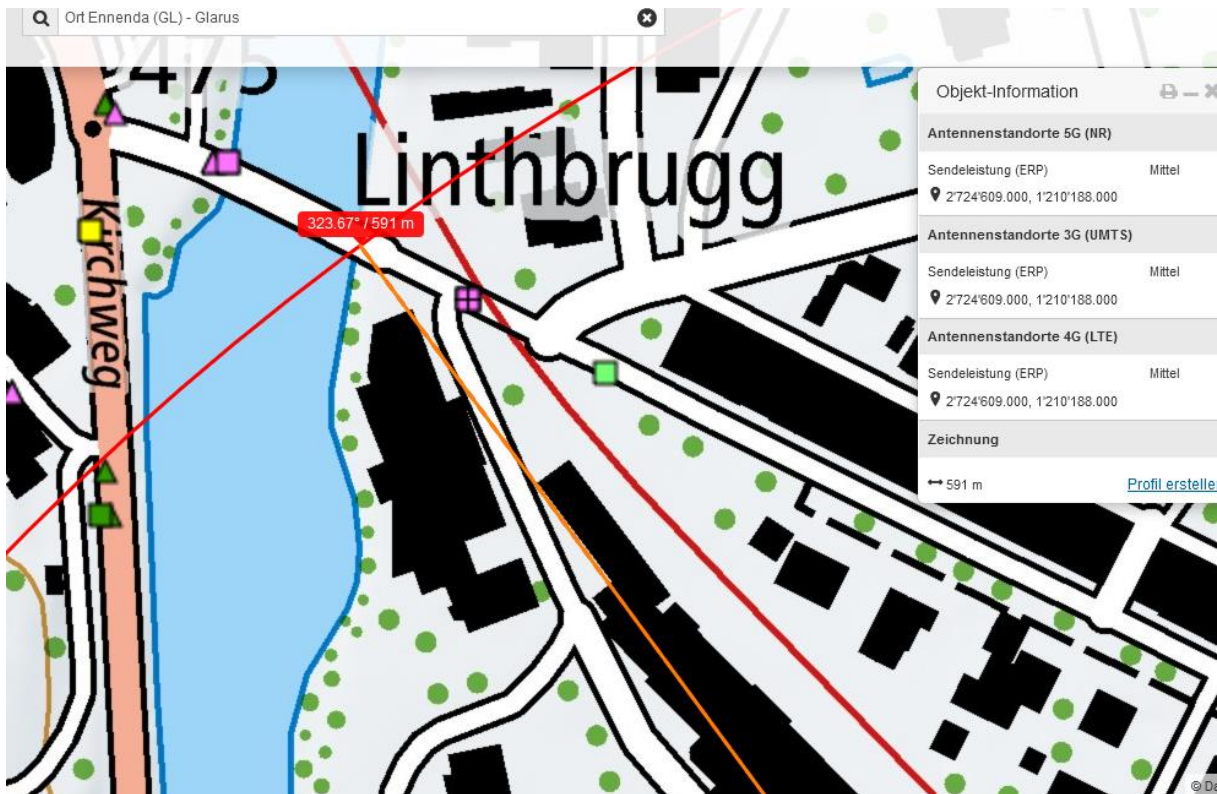 Ort Ennenda (GL) - Glarus
475
Linthbrugg
323.67° / 591 m
Kirchweg
Objekt-Information
Antennenstandorte 5G (NR)
Sendeleistung (ERP) Mittel
2'724'609.000, 1'210'188.000
Antennenstandorte 3G (UMTS)
Sendeleistung (ERP) Mittel
2'724'609.000, 1'210'188.000
Antennenstandorte 4G (LTE)
Sendeleistung (ERP) Mittel
2'724'609.000, 1'210'188.000
Zeichnung
591 m Profil erstellen
© Da